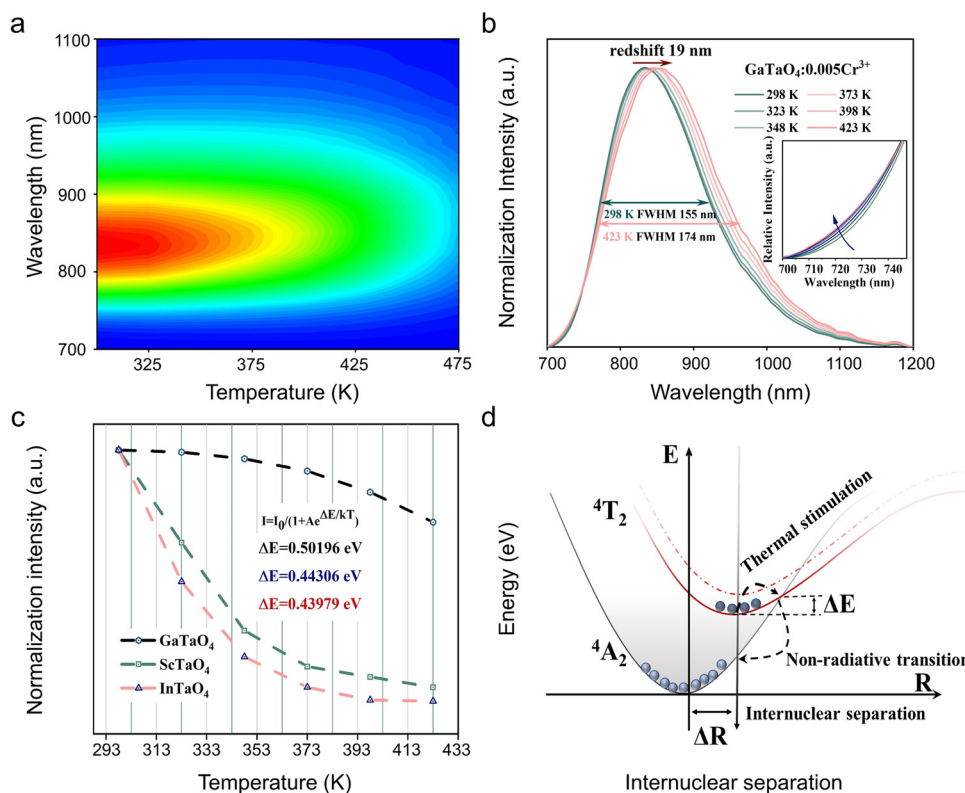 a
1100
1000
900
800
700
Wavelength (nm)
325
375
425
475
Temperature (K)
b
redshift 19 nm
GaTaO4:0.005Cr3+
298 K
373 K
323 K
398 K
348 K
423 K
298 K FWHM 155 nm
423 K FWHM 174 nm
Relative Intensity (a.u.)
700 710 720 730 740
Wavelength (nm)
Normalization Intensity (a.u.)
700
800
900
1000
1100
1200
Wavelength (nm)
c
Normalization intensity (a.u.)
I=I0/(1+Ae^ΔE/kT)
ΔE=0.50196 eV
ΔE=0.44306 eV
ΔE=0.43979 eV
GaTaO4
ScTaO4
InTaO4
293 313 333 353 373 393 413 433
Temperature (K)
d
E
4T2
Thermal stimulation
ΔE
4A2
Non-radiative transition
R
Internuclear separation
ΔR
Energy (eV)
Internuclear separation